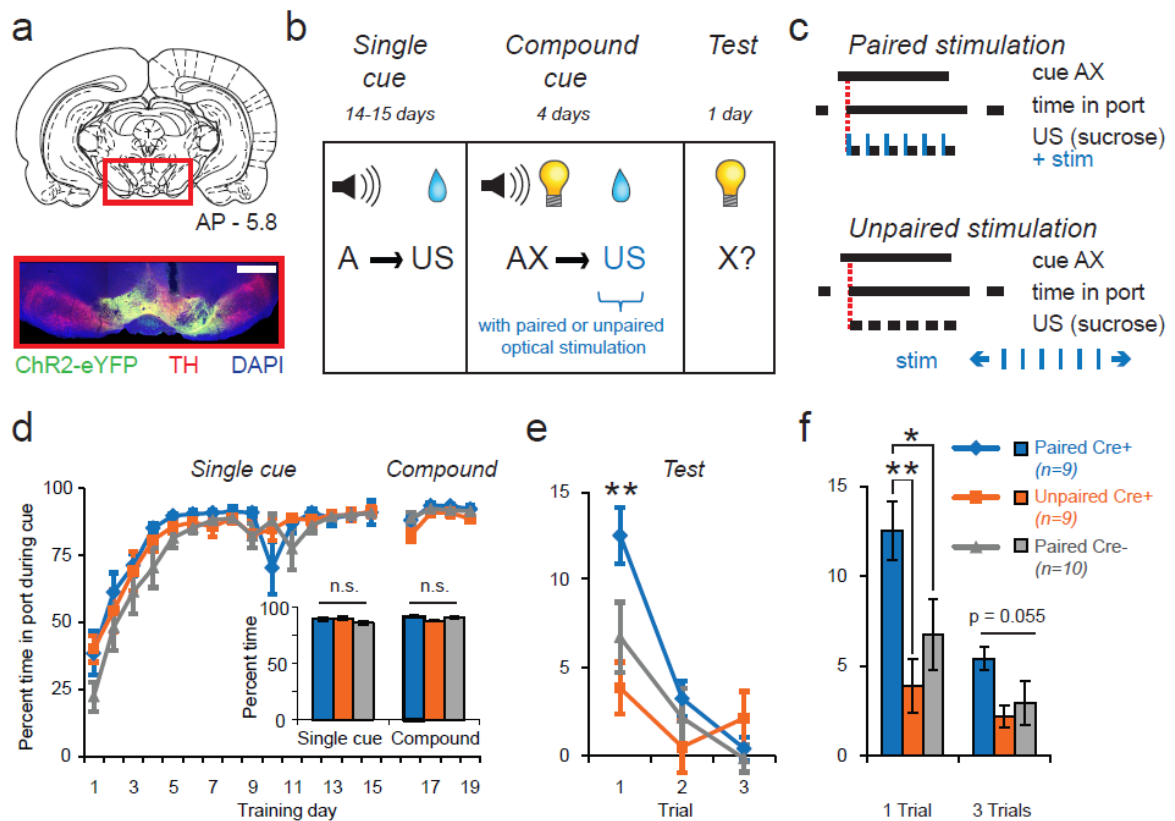 a
AP - 5.8
ChR2-eYFP TH DAPI
b
Single cue
14-15 days
Compound cue
4 days
Test
1 day
A → US
AX → US
X?
with paired or unpaired
optical stimulation
c
Paired stimulation
cue AX
time in port
US (sucrose)
+ stim
Unpaired stimulation
cue AX
time in port
US (sucrose)
stim
d
Single cue
Compound
Percent time in port during cue
100
75
50
25
0
1 3 5 7 9 11 13 15 17 19
Training day
n.s. n.s.
Percent time
100
50
0
Single cue Compound
e
Test
**
15
10
5
0
1 2 3
Trial
f
*
**
15
10
5
0
p = 0.055
1 Trial 3 Trials
Paired Cre+
(n=9)
Unpaired Cre+
(n=9)
Paired Cre-
(n=10)